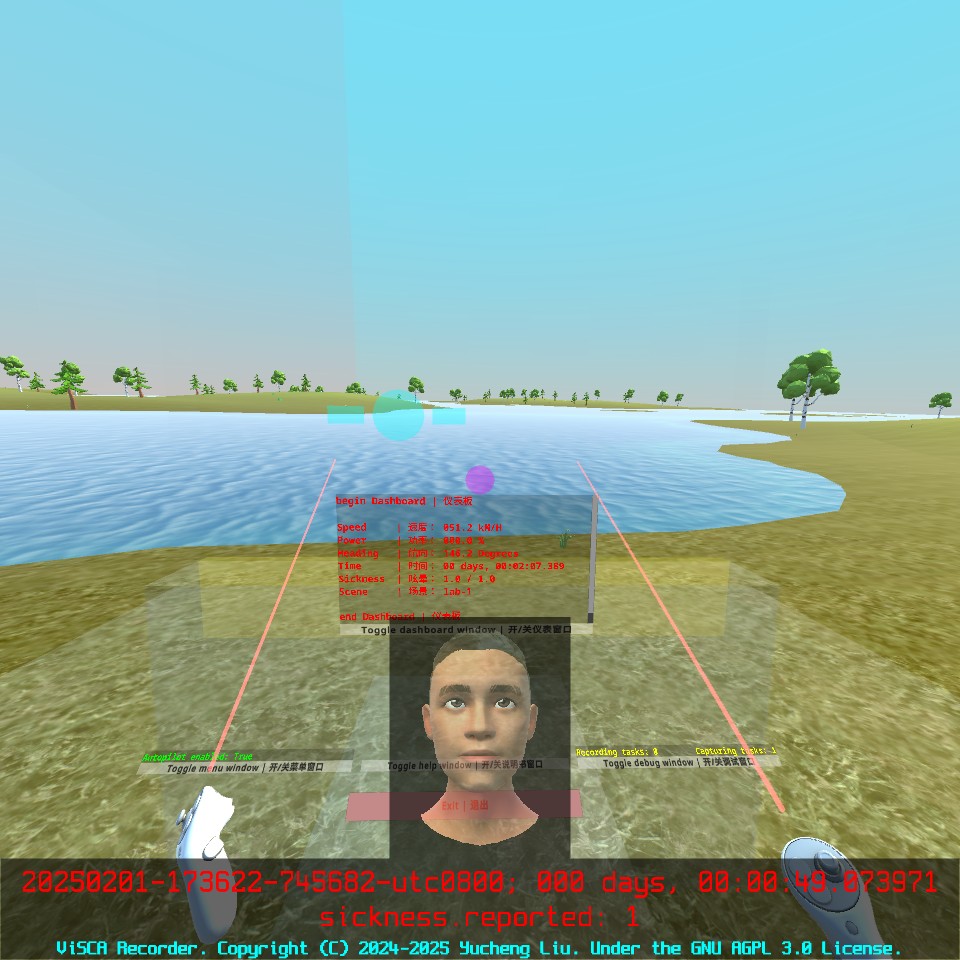 begin Dashboard | 仪表板
Speed | 速度： 051.2 kM/H
Power | 功率： 000.0 %
Heading | 方向： 140.2 Degrees
Time | 时间： 00 days, 00:02:07.389
Sickness | 眩晕： 1.0 / 1.0
Scene | 场景： lab-1
end Dashboard | 仪表板
Toggle dashboard window | 开/关仪表窗口
Autopilot enabled: True
Toggle menu window | 开/关菜单窗口
Toggle help window | 开/关说明书窗口
Recording tasks: 0 Capturing tasks: 1
Toggle debug window | 开/关调试窗口
Exit | 退出
20250201-173622-745682-utc0800; 000 days, 00:00:49.073971
sickness.reported: 1
ViSCA Recorder. Copyright (C) 2024-2025 Yucheng Liu. Under the GNU AGPL 3.0 License.